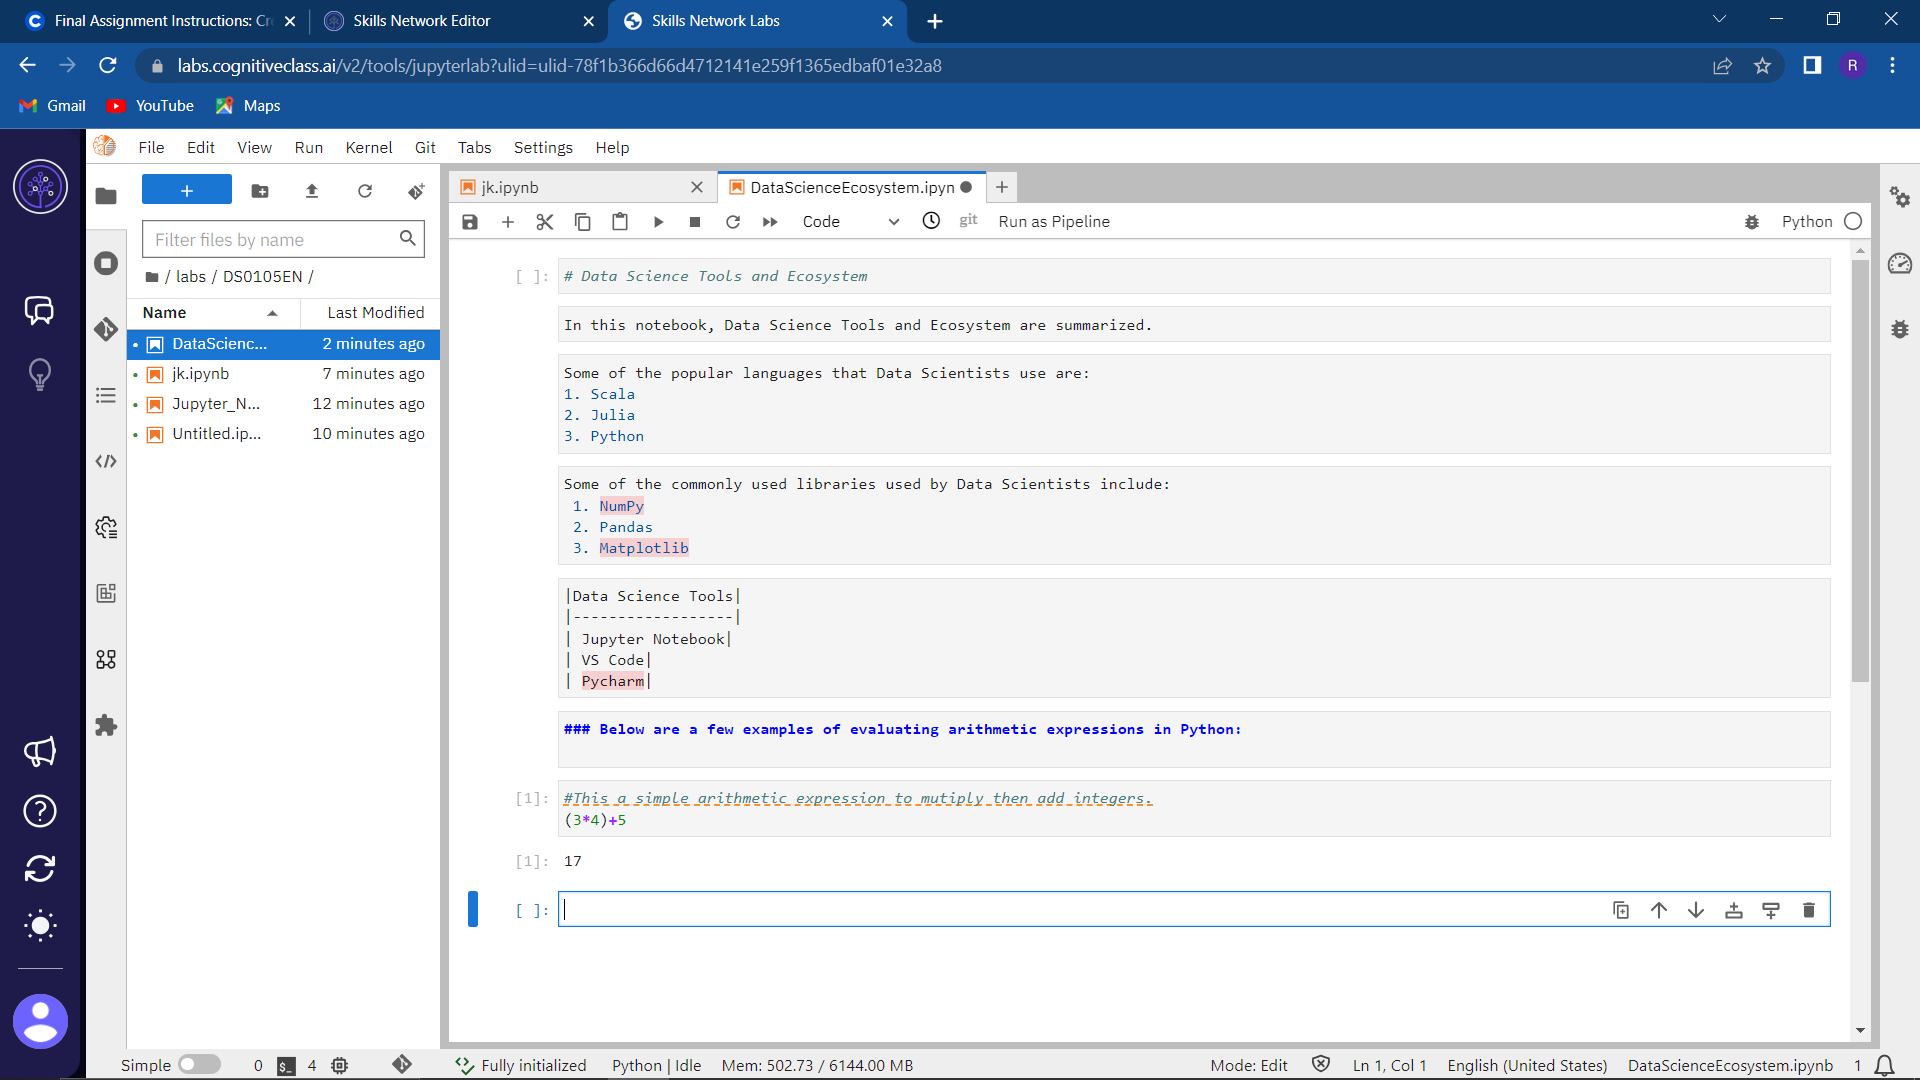 Final Assignment Instructions: Cre
Skills Network Editor
Skills Network Labs
labs.cognitiveclass.ai/v2/tools/jupyterlab?ulid=ulid-78f1b366d66d4712141e259f1365edbaf01e32a8
R
Gmail
YouTube
Maps
File Edit View Run Kernel Git Tabs Settings Help
jk.ipynb
DataScienceEcosystem.ipyn
Filter files by name
Code
git
Run as Pipeline
Python
/ labs / DS0105EN /
Name
Last Modified
DataScienc... 2 minutes ago
jk.ipynb 7 minutes ago
Jupyter_N... 12 minutes ago
Untitled.ip... 10 minutes ago
[ ]: # Data Science Tools and Ecosystem
In this notebook, Data Science Tools and Ecosystem are summarized.
Some of the popular languages that Data Scientists use are:
1. Scala
2. Julia
3. Python
Some of the commonly used libraries used by Data Scientists include:
1. NumPy
2. Pandas
3. Matplotlib
|Data Science Tools|
|------------------|
| Jupyter Notebook|
| VS Code|
| Pycharm|
### Below are a few examples of evaluating arithmetic expressions in Python:
[1]: #This a simple arithmetic expression to mutiply then add integers.
(3*4)+5
[1]: 17
[ ]:
Simple 0 $_ 4
Fully initialized
Python | Idle
Mem: 502.73 / 6144.00 MB
Mode: Edit
Ln 1, Col 1
English (United States)
DataScienceEcosystem.ipynb
1